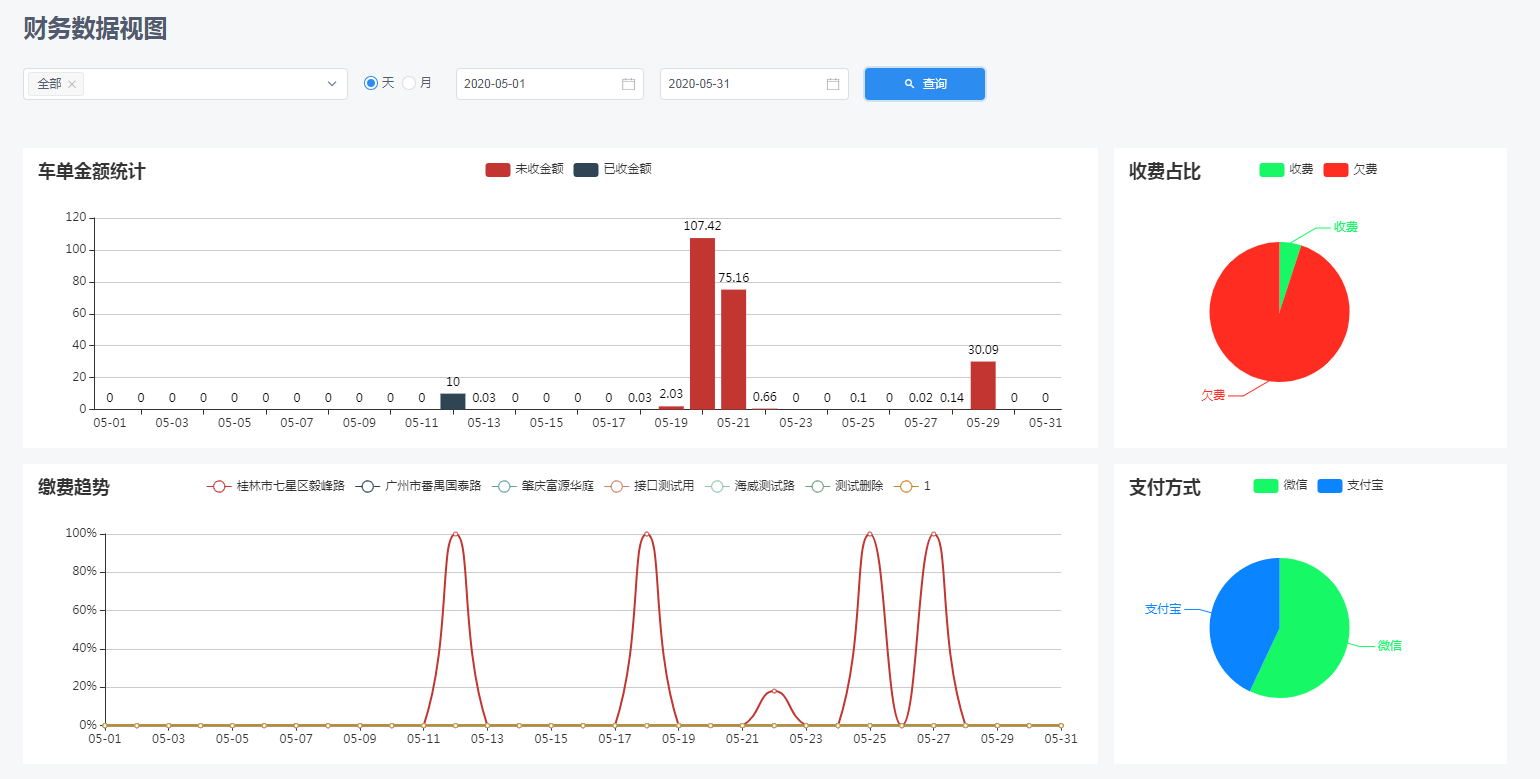 财务数据视图
全部 天 月 2020-05-01 2020-05-31 查询
车单金额统计 未收金额 已收金额
120
100
80
60
40
20
0
107.42
75.16
30.09
10
0 0 0 0 0 0 0 0 0 0 0 0.03 0 0 0 0 0.03 2.03 0.66 0 0 0.1 0 0.02 0.14 0 0
05-01 05-03 05-05 05-07 05-09 05-11 05-13 05-15 05-17 05-19 05-21 05-23 05-25 05-27 05-29 05-31
收费占比 收费 欠费
收费
欠费
缴费趋势 桂林市七星区毅峰路 广州市番禺国泰路 肇庆富源华庭 接口测试用 海威测试路 测试删除 1
100%
80%
60%
40%
20%
0%
05-01 05-03 05-05 05-07 05-09 05-11 05-13 05-15 05-17 05-19 05-21 05-23 05-25 05-27 05-29 05-31
支付方式 微信 支付宝
支付宝
微信